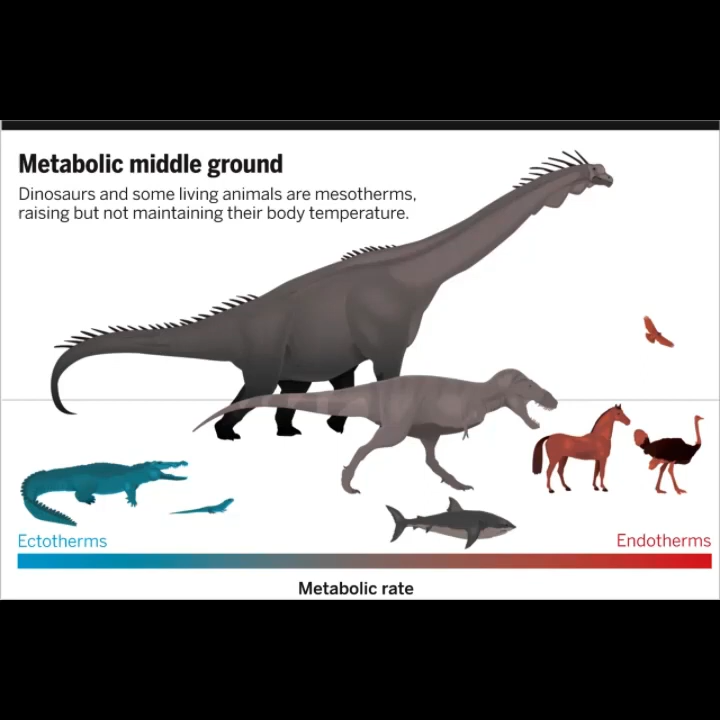 Metabolic middle ground
Dinosaurs and some living animals are mesotherms,
raising but not maintaining their body temperature.
Ectotherms
Endotherms
Metabolic rate